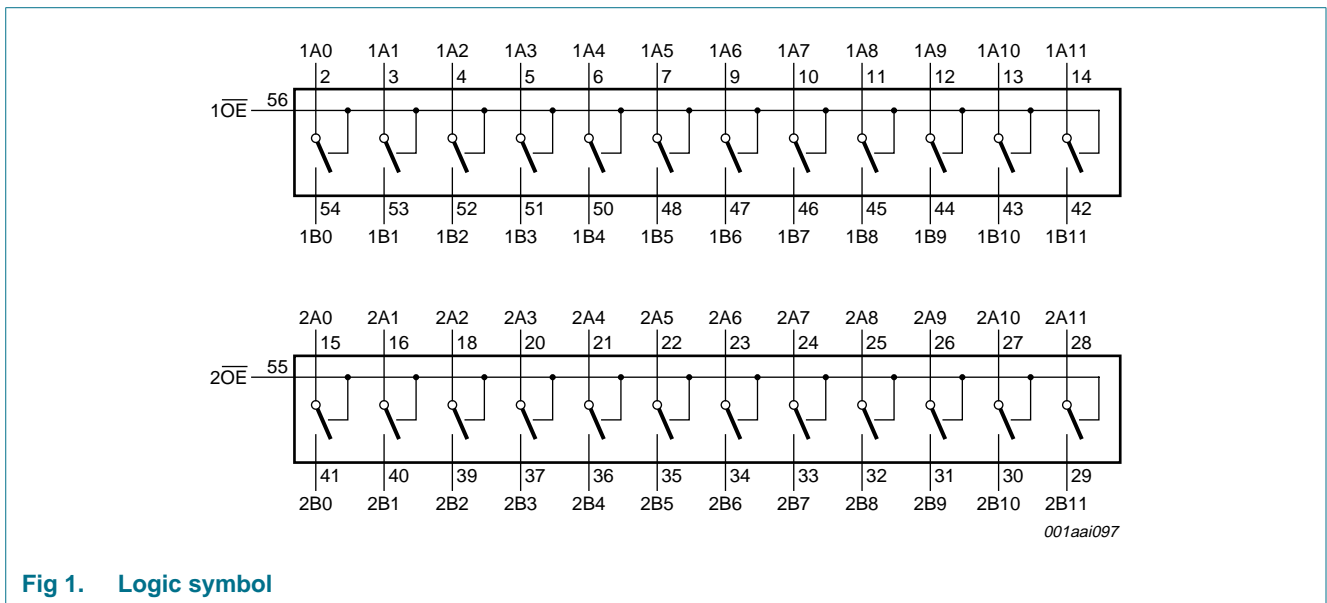 1A0 1A1 1A2 1A3 1A4 1A5 1A6 1A7 1A8 1A9 1A10 1A11
2 3 4 5 6 7 9 10 11 12 13 14
1O̅E̅ 56
54 53 52 51 50 48 47 46 45 44 43 42
1B0 1B1 1B2 1B3 1B4 1B5 1B6 1B7 1B8 1B9 1B10 1B11
2A0 2A1 2A2 2A3 2A4 2A5 2A6 2A7 2A8 2A9 2A10 2A11
15 16 18 20 21 22 23 24 25 26 27 28
2O̅E̅ 55
41 40 39 37 36 35 34 33 32 31 30 29
2B0 2B1 2B2 2B3 2B4 2B5 2B6 2B7 2B8 2B9 2B10 2B11
001aai097
Fig 1. Logic symbol